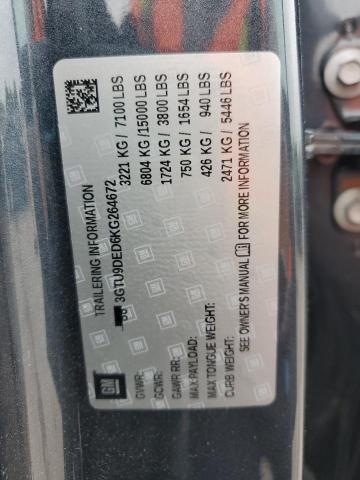 GM
TRAILERING INFORMATION
3GTU9DED6KG264672
GVWR: 3221 KG / 7100 LBS
GCWR: 6804 KG / 15000 LBS
GAWR RR: 1724 KG / 3800 LBS
MAX PAYLOAD: 750 KG / 1654 LBS
MAX TONGUE WEIGHT: 426 KG / 940 LBS
CURB WEIGHT: 2471 KG / 5446 LBS
SEE OWNER'S MANUAL FOR MORE INFORMATION